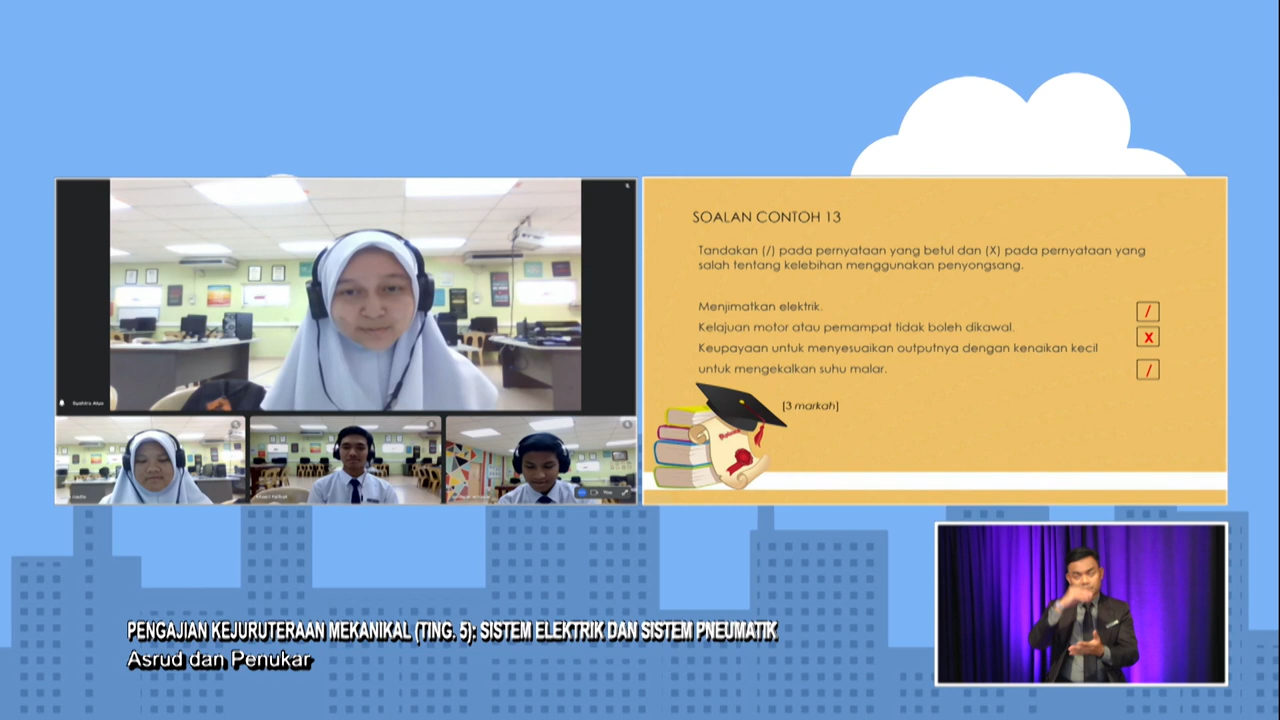 SOALAN CONTOH 13
Tandakan (/) pada pernyataan yang betul dan (X) pada pernyataan yang
salah tentang kelebihan menggunakan penyongsang.
Menjimatkan elektrik.
/
Kelajuan motor atau pemampat tidak boleh dikawal.
X
Keupayaan untuk menyesuaikan outputnya dengan kenaikan kecil
untuk mengekalkan suhu malar.
/
[3 markah]
PENGAJIAN KEJURUTERAAN MEKANIKAL (TING. 5): SISTEM ELEKTRIK DAN SISTEM PNEUMATIK
Asrud dan Penukar